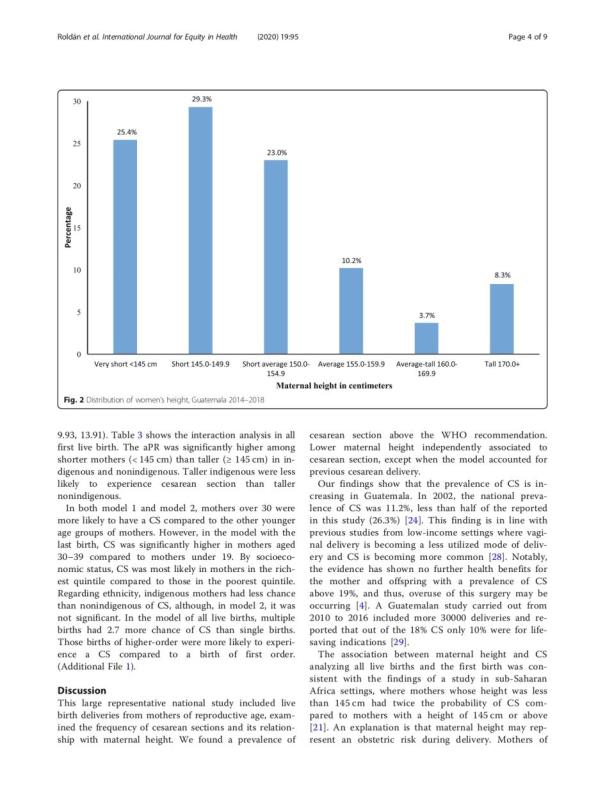 Roldán et al. International Journal for Equity in Health (2020) 19:95 Page 4 of 9
30
25
20
15
10
5
0
Percentage
25.4%
29.3%
23.0%
10.2%
3.7%
8.3%
Very short <145 cm
Short 145.0-149.9
Short average 150.0-
154.9
Average 155.0-159.9
Average-tall 160.0-
169.9
Tall 170.0+
Maternal height in centimeters
Fig. 2 Distribution of women's height, Guatemala 2014–2018
9.93, 13.91). Table 3 shows the interaction analysis in all
first live birth. The aPR was significantly higher among
shorter mothers (< 145 cm) than taller (≥ 145 cm) in in-
digenous and nonindigenous. Taller indigenous were less
likely to experience cesarean section than taller
nonindigenous.
In both model 1 and model 2, mothers over 30 were
more likely to have a CS compared to the other younger
age groups of mothers. However, in the model with the
last birth, CS was significantly higher in mothers aged
30–39 compared to mothers under 19. By socioeco-
nomic status, CS was most likely in mothers in the rich-
est quintile compared to those in the poorest quintile.
Regarding ethnicity, indigenous mothers had less chance
than nonindigenous of CS, although, in model 2, it was
not significant. In the model of all live births, multiple
births had 2.7 more chance of CS than single births.
Those births of higher-order were more likely to experi-
ence a CS compared to a birth of first order.
(Additional File 1).
Discussion
This large representative national study included live
birth deliveries from mothers of reproductive age, exam-
ined the frequency of cesarean sections and its relation-
ship with maternal height. We found a prevalence of
cesarean section above the WHO recommendation.
Lower maternal height independently associated to
cesarean section, except when the model accounted for
previous cesarean delivery.
Our findings show that the prevalence of CS is in-
creasing in Guatemala. In 2002, the national preva-
lence of CS was 11.2%, less than half of the reported
in this study (26.3%) [24]. This finding is in line with
previous studies from low-income settings where vagi-
nal delivery is becoming a less utilized mode of deliv-
ery and CS is becoming more common [28]. Notably,
the evidence has shown no further health benefits for
the mother and offspring with a prevalence of CS
above 19%, and thus, overuse of this surgery may be
occurring [4]. A Guatemalan study carried out from
2010 to 2016 included more 30000 deliveries and re-
ported that out of the 18% CS only 10% were for life-
saving indications [29].
The association between maternal height and CS
analyzing all live births and the first birth was con-
sistent with the findings of a study in sub-Saharan
Africa settings, where mothers whose height was less
than 145 cm had twice the probability of CS com-
pared to mothers with a height of 145 cm or above
[21]. An explanation is that maternal height may rep-
resent an obstetric risk during delivery. Mothers of